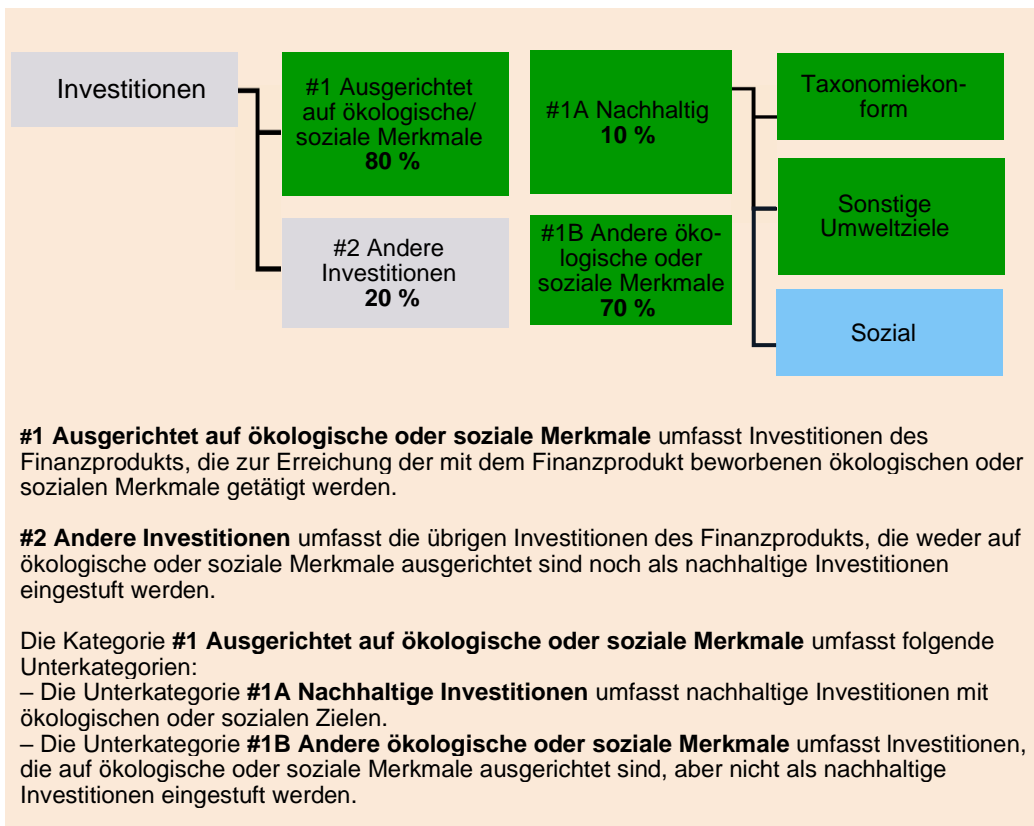 Investitionen
#1 Ausgerichtet
auf ökologische/
soziale Merkmale
80 %
#2 Andere
Investitionen
20 %
#1A Nachhaltig
10 %
#1B Andere öko-
logische oder
soziale Merkmale
70 %
Taxonomiekon-
form
Sonstige
Umweltziele
Sozial
#1 Ausgerichtet auf ökologische oder soziale Merkmale umfasst Investitionen des
Finanzprodukts, die zur Erreichung der mit dem Finanzprodukt beworbenen ökologischen oder
sozialen Merkmale getätigt werden.
#2 Andere Investitionen umfasst die übrigen Investitionen des Finanzprodukts, die weder auf
ökologische oder soziale Merkmale ausgerichtet sind noch als nachhaltige Investitionen
eingestuft werden.
Die Kategorie #1 Ausgerichtet auf ökologische oder soziale Merkmale umfasst folgende
Unterkategorien:
– Die Unterkategorie #1A Nachhaltige Investitionen umfasst nachhaltige Investitionen mit
ökologischen oder sozialen Zielen.
– Die Unterkategorie #1B Andere ökologische oder soziale Merkmale umfasst Investitionen,
die auf ökologische oder soziale Merkmale ausgerichtet sind, aber nicht als nachhaltige
Investitionen eingestuft werden.